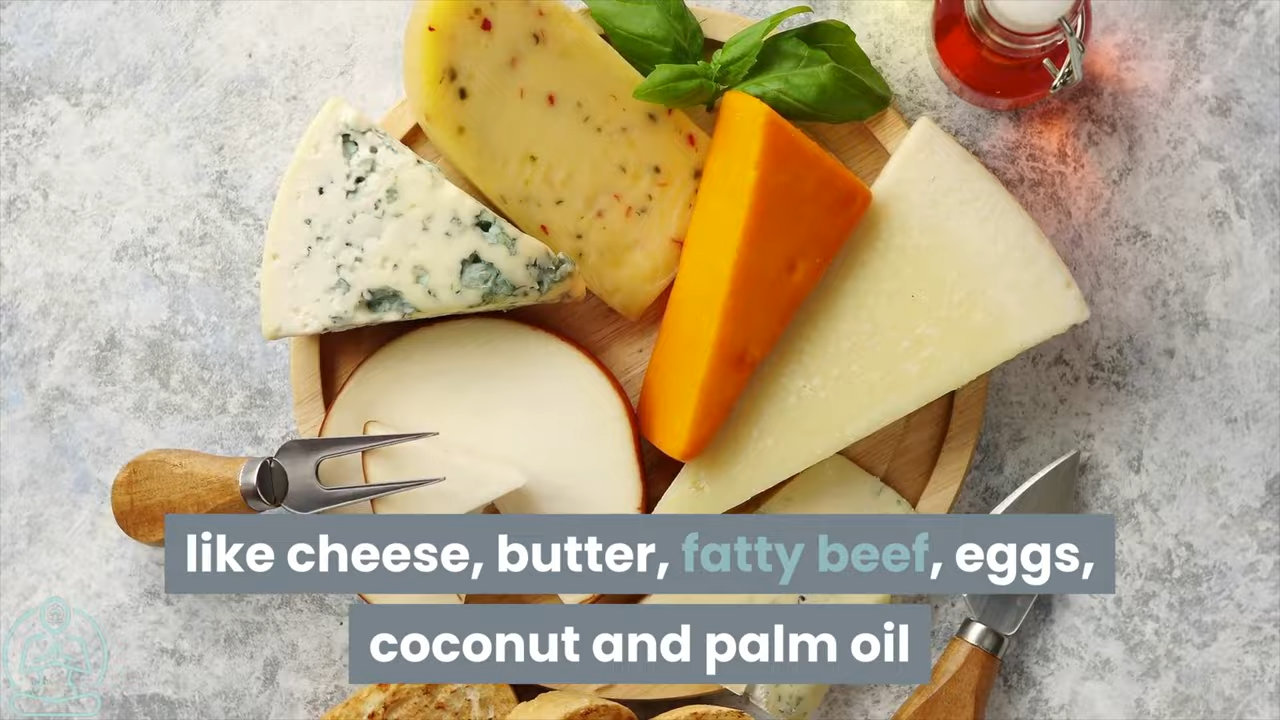 like cheese, butter, fatty beef, eggs,
coconut and palm oil